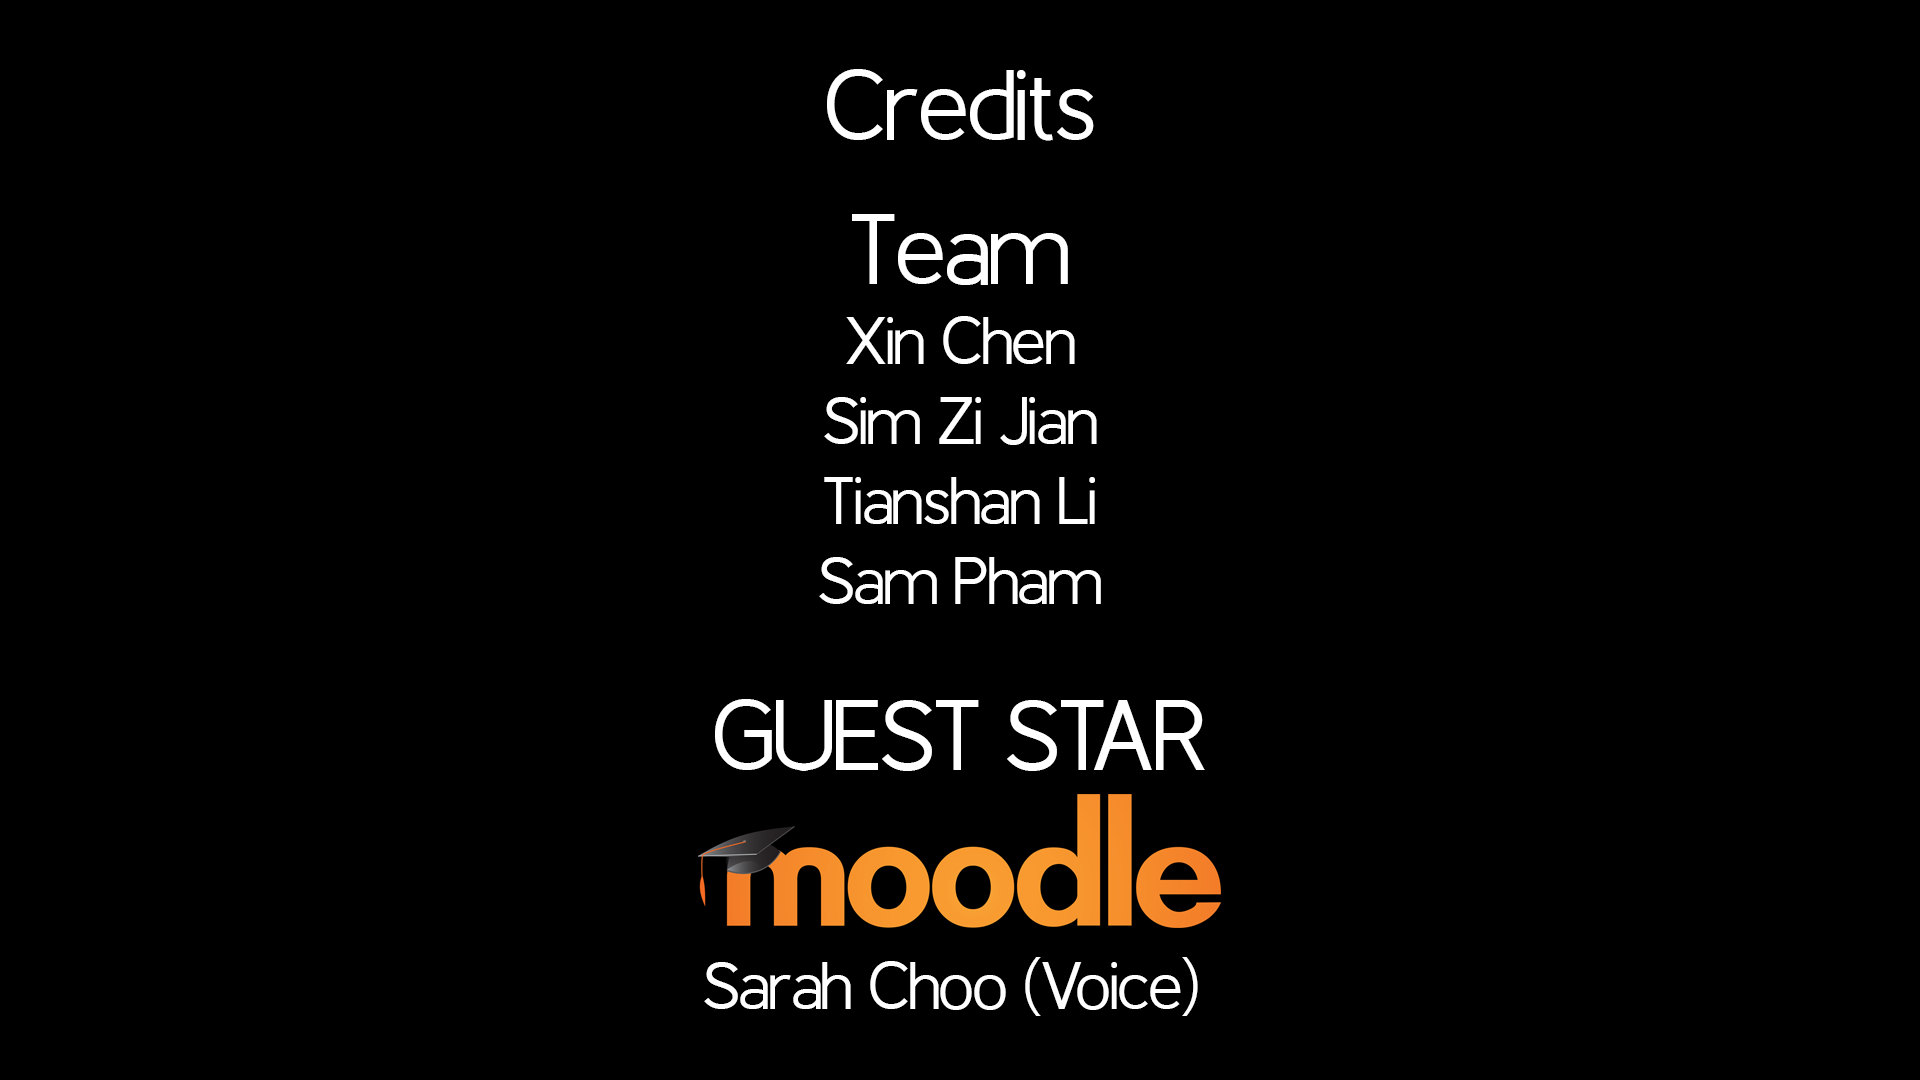 Credits
Team
Xin Chen
Sim Zi Jian
Tianshan Li
Sam Pham
GUEST STAR
moodle
Sarah Choo (Voice)